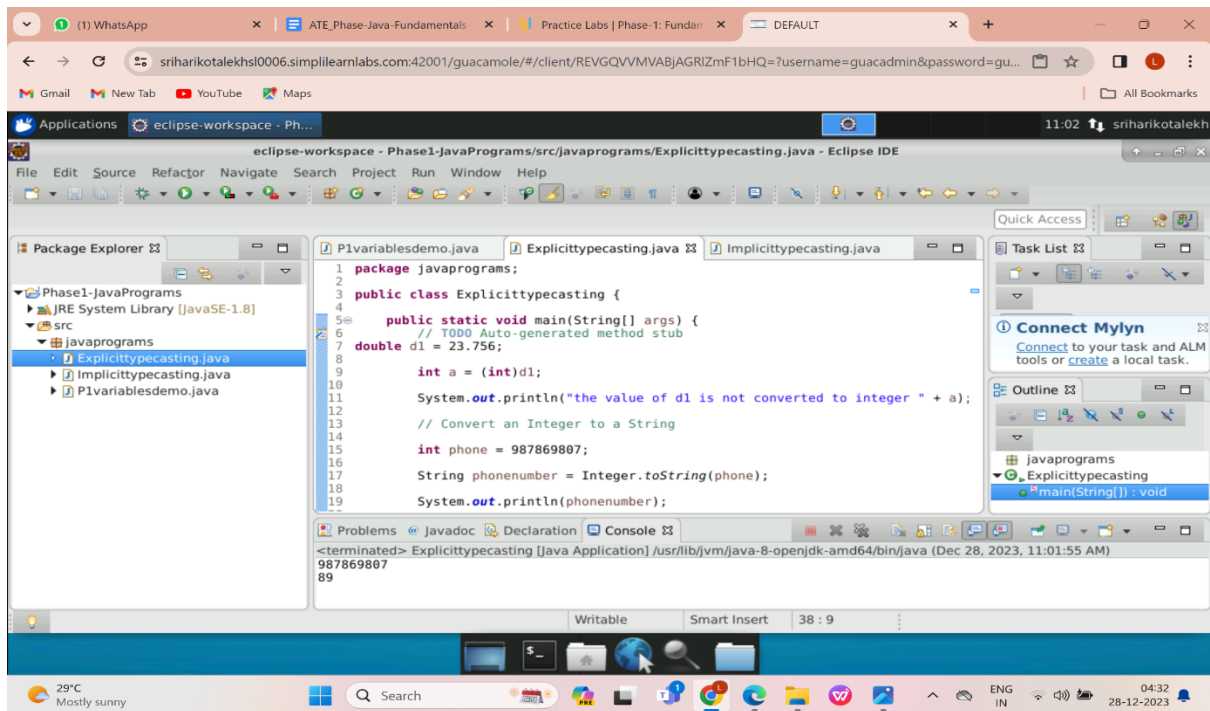 (1) WhatsApp
ATE_Phase-Java-Fundamentals-
Practice Labs | Phase-1: Fundam
DEFAULT
sriharikotalekhsl0006.simplilearnlabs.com:42001/guacamole/#/client/REVGQVVMVABjAGRlZmF1bHQ=?username=guacadmin&password=gu...
L
Gmail
New Tab
YouTube
Maps
All Bookmarks
Applications
eclipse-workspace - Ph...
11:02
sriharikotalekh
eclipse-workspace - Phase1-JavaPrograms/src/javaprograms/Explicittypecasting.java - Eclipse IDE
File Edit Source Refactor Navigate Search Project Run Window Help
Quick Access
Package Explorer
Phase1-JavaPrograms
JRE System Library [JavaSE-1.8]
src
javaprograms
Explicittypecasting.java
Implicittypecasting.java
P1variablesdemo.java
P1variablesdemo.java
Explicittypecasting.java
Implicittypecasting.java
1 package javaprograms;
2
3 public class Explicittypecasting {
4
5 public static void main(String[] args) {
6 // TODO Auto-generated method stub
7 double d1 = 23.756;
8
9 int a = (int)d1;
10
11 System.out.println("the value of d1 is not converted to integer " + a);
12
13 // Convert an Integer to a String
14
15 int phone = 987869807;
16
17 String phonenumber = Integer.toString(phone);
18
19 System.out.println(phonenumber);
Task List
Connect Mylyn
Connect to your task and ALM
tools or create a local task.
Outline
javaprograms
Explicittypecasting
main(String[]) : void
Problems
Javadoc
Declaration
Console
<terminated> Explicittypecasting [Java Application] /usr/lib/jvm/java-8-openjdk-amd64/bin/java (Dec 28, 2023, 11:01:55 AM)
987869807
89
Writable
Smart Insert
38 : 9
29°C
Mostly sunny
Search
PRE
ENG
IN
04:32
28-12-2023